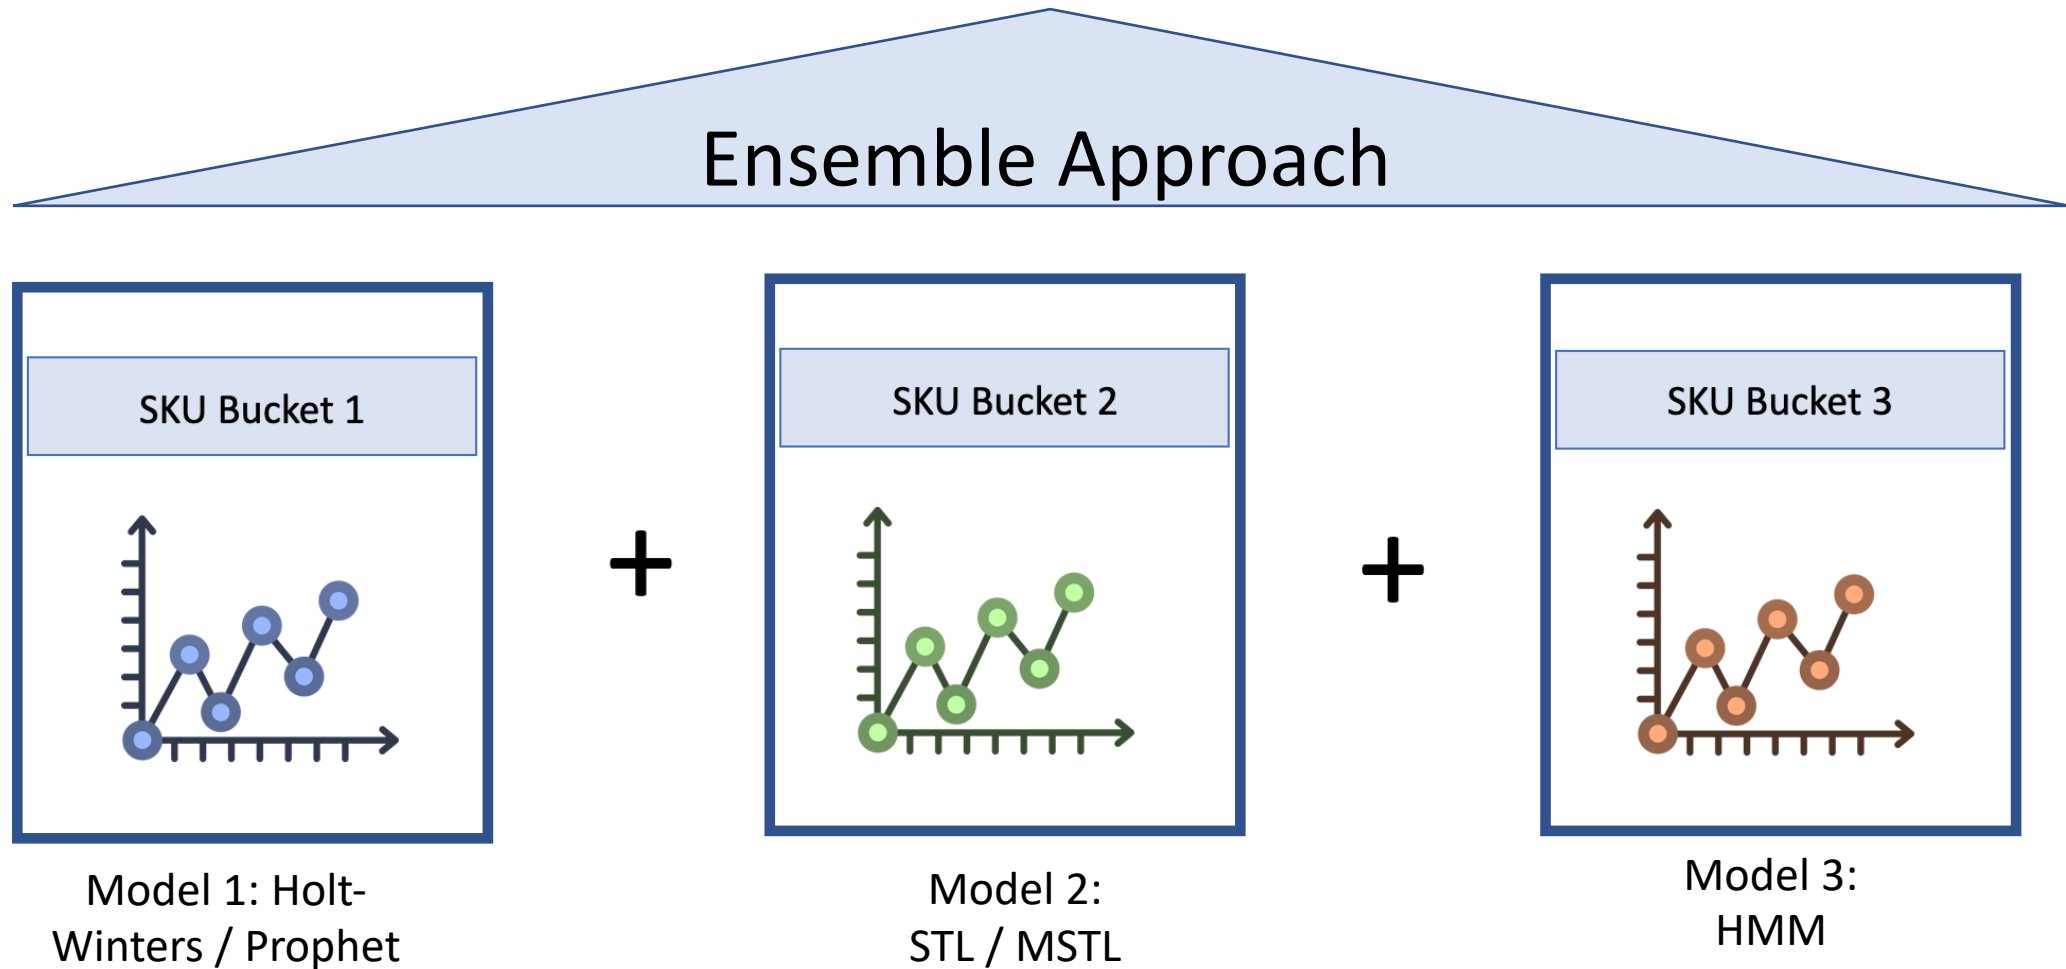 Ensemble Approach
SKU Bucket 1
SKU Bucket 2
SKU Bucket 3
+
+
Model 1: Holt-
Winters / Prophet
Model 2:
STL / MSTL
Model 3:
HMM